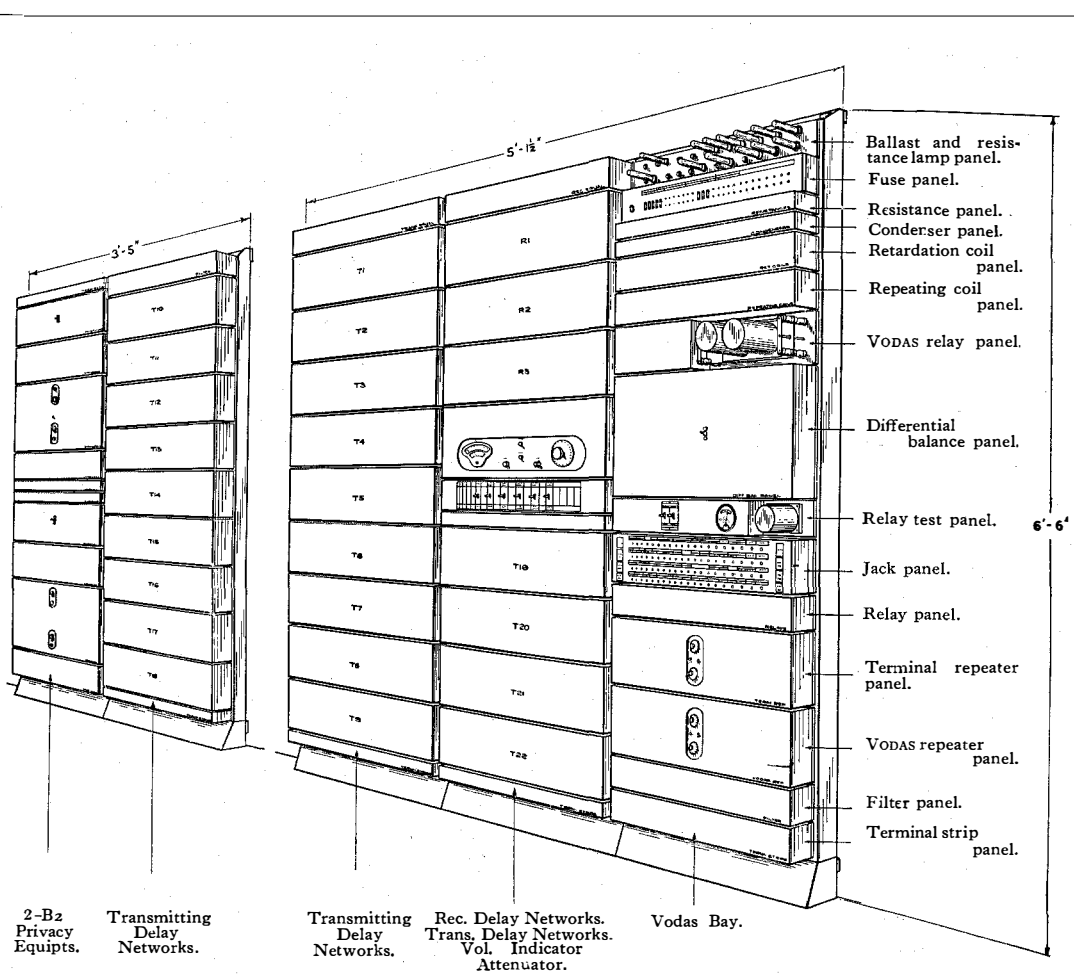 5'-1½"
3'-5"
6'-6"
Ballast and resis-
tance lamp panel.
Fuse panel.
Resistance panel.
Condenser panel.
Retardation coil
panel.
Repeating coil
panel.
VODAS relay panel.
Differential
balance panel.
Relay test panel.
Jack panel.
Relay panel.
Terminal repeater
panel.
VODAS repeater
panel.
Filter panel.
Terminal strip
panel.
T10
T11
T12
T13
T14
T15
T16
T17
T18
T1
T2
T3
T4
T5
T6
T7
T8
T9
R1
R2
R3
T19
T20
T21
T22
RELAYS
FILTER
2-B2
Privacy
Equipts.
Transmitting
Delay
Networks.
Transmitting
Delay
Networks.
Rec. Delay Networks.
Trans. Delay Networks.
Vol. Indicator
Attenuator.
Vodas Bay.